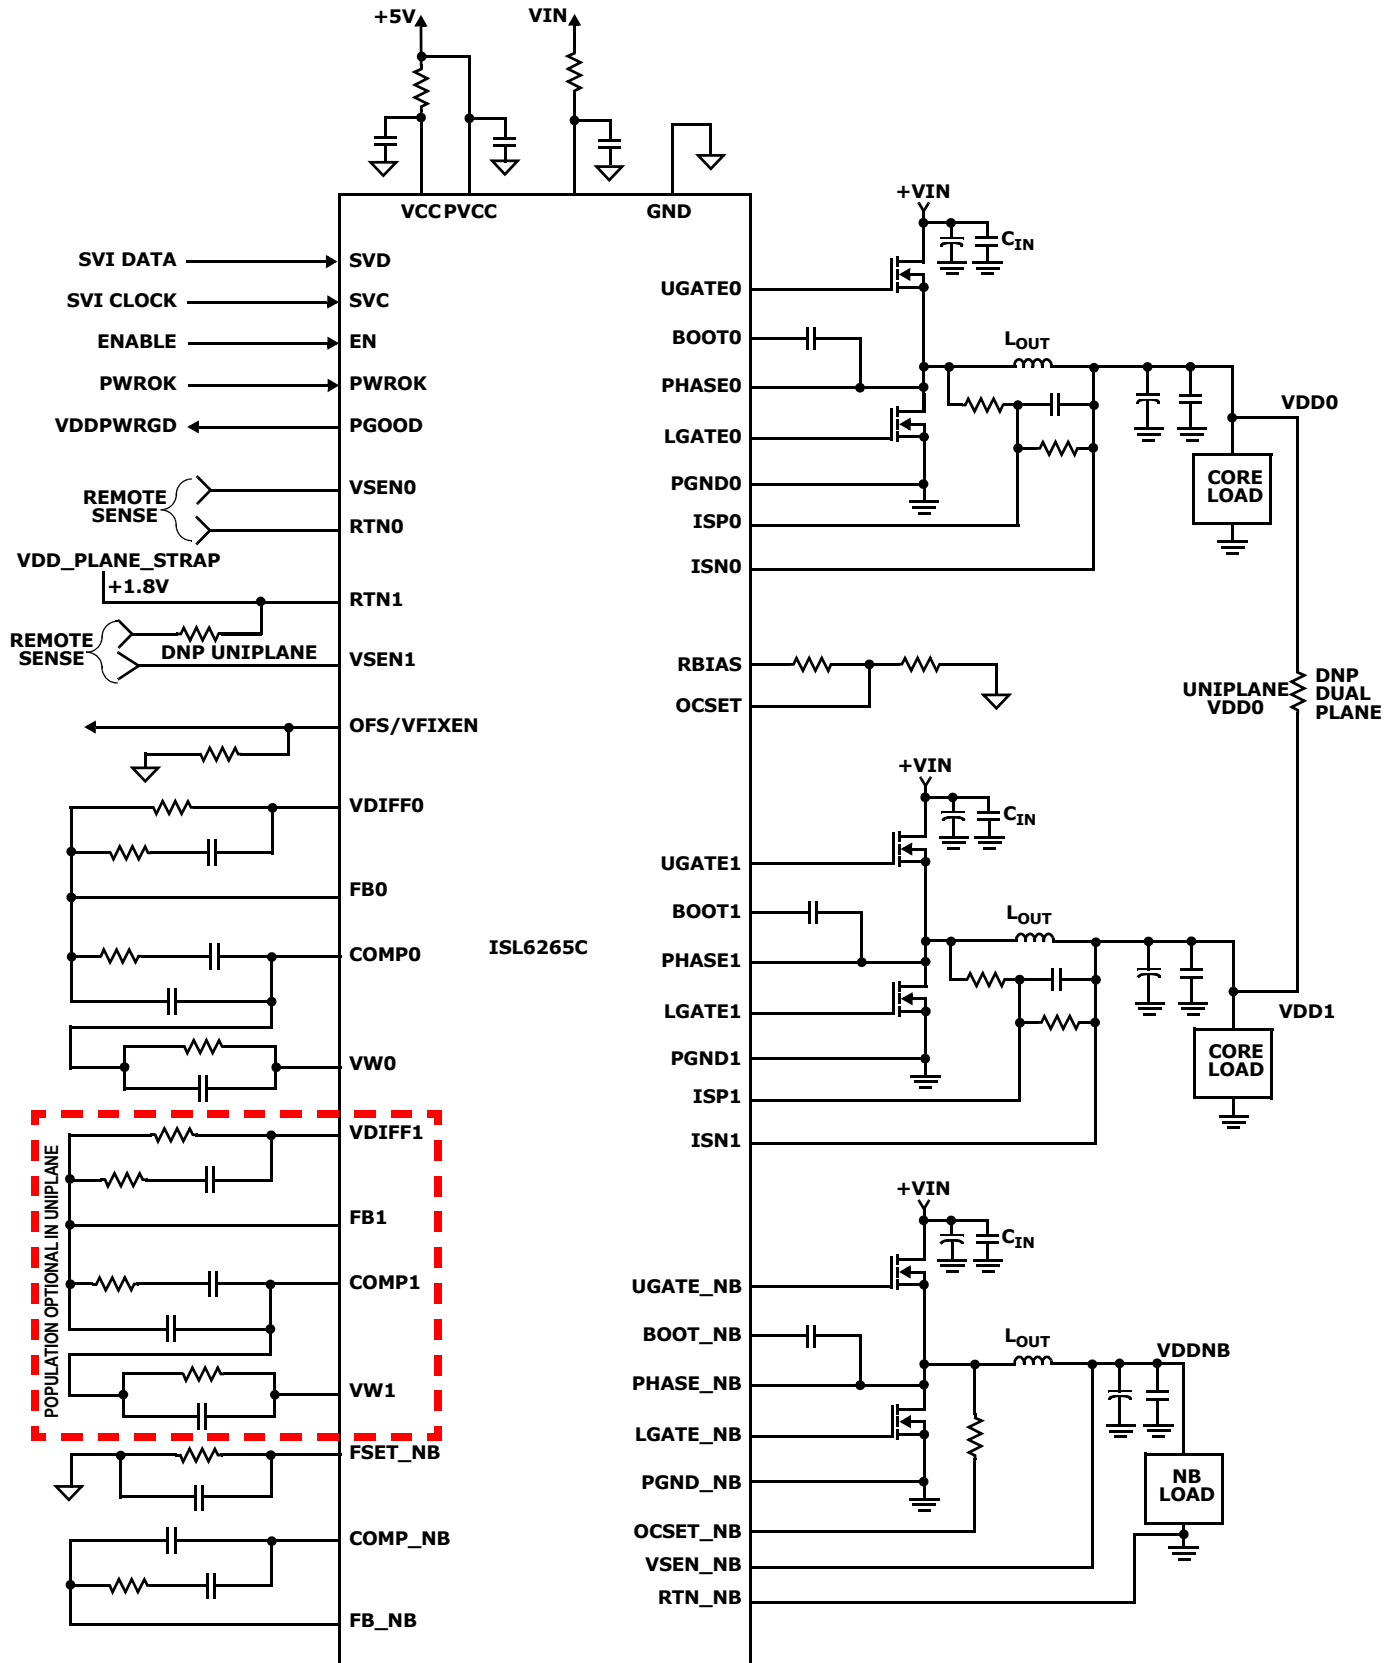 +5V
VIN
VCC PVCC
GND
SVI DATA
SVD
SVI CLOCK
SVC
ENABLE
EN
PWROK
PWROK
VDDPWRGD
PGOOD
REMOTE
SENSE
VSEN0
RTN0
VDD_PLANE_STRAP
+1.8V
RTN1
REMOTE
SENSE
DNP UNIPLANE
VSEN1
OFS/VFIXEN
VDIFF0
FB0
COMP0
VW0
POPULATION OPTIONAL IN UNIPLANE
VDIFF1
FB1
COMP1
VW1
FSET_NB
COMP_NB
FB_NB
ISL6265C
+VIN
CIN
UGATE0
BOOT0
LOUT
PHASE0
LGATE0
PGND0
ISP0
ISN0
VDD0
CORE
LOAD
RBIAS
OCSET
UNIPLANE
VDD0
DNP
DUAL
PLANE
+VIN
CIN
UGATE1
BOOT1
LOUT
PHASE1
LGATE1
PGND1
ISP1
ISN1
VDD1
CORE
LOAD
+VIN
CIN
UGATE_NB
BOOT_NB
LOUT
VDDNB
PHASE_NB
LGATE_NB
PGND_NB
NB
LOAD
OCSET_NB
VSEN_NB
RTN_NB